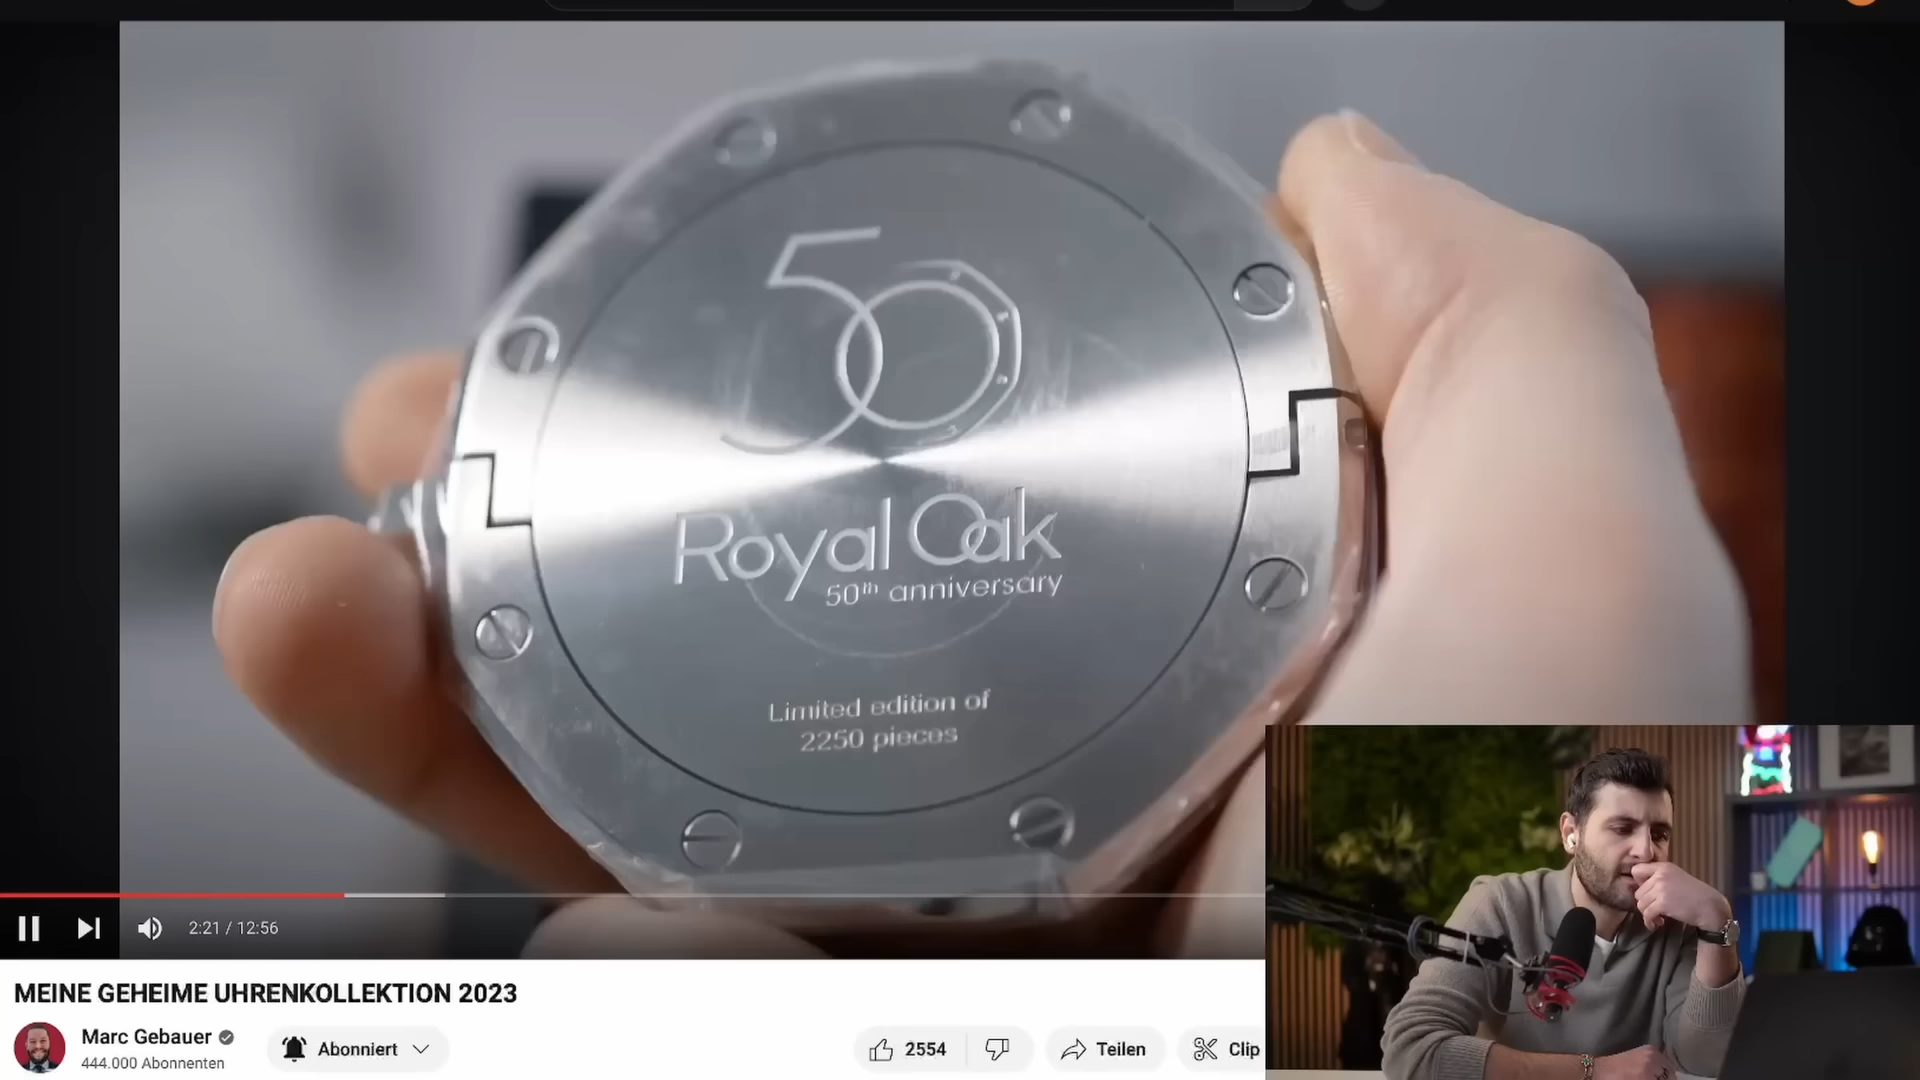 50
Royal Oak
50th anniversary
Limited edition of
2250 pieces
2:21 / 12:56
MEINE GEHEIME UHRENKOLLEKTION 2023
Marc Gebauer
444.000 Abonnenten
Abonniert
2554
Teilen
Clip